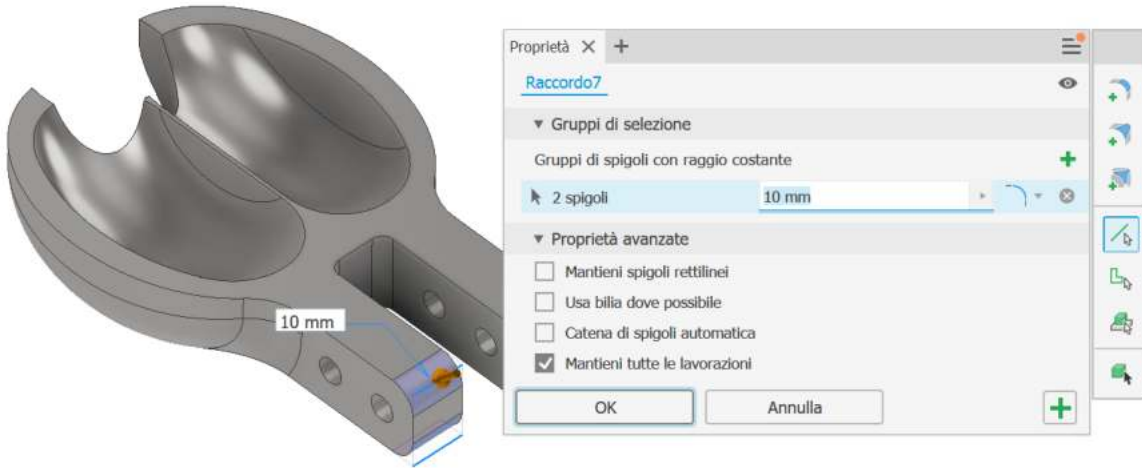 Proprietà
Raccordo7
Gruppi di selezione
Gruppi di spigoli con raggio costante
2 spigoli 10 mm
Proprietà avanzate
Mantieni spigoli rettilinei
Usa bilia dove possibile
Catena di spigoli automatica
Mantieni tutte le lavorazioni
OK Annulla
10 mm